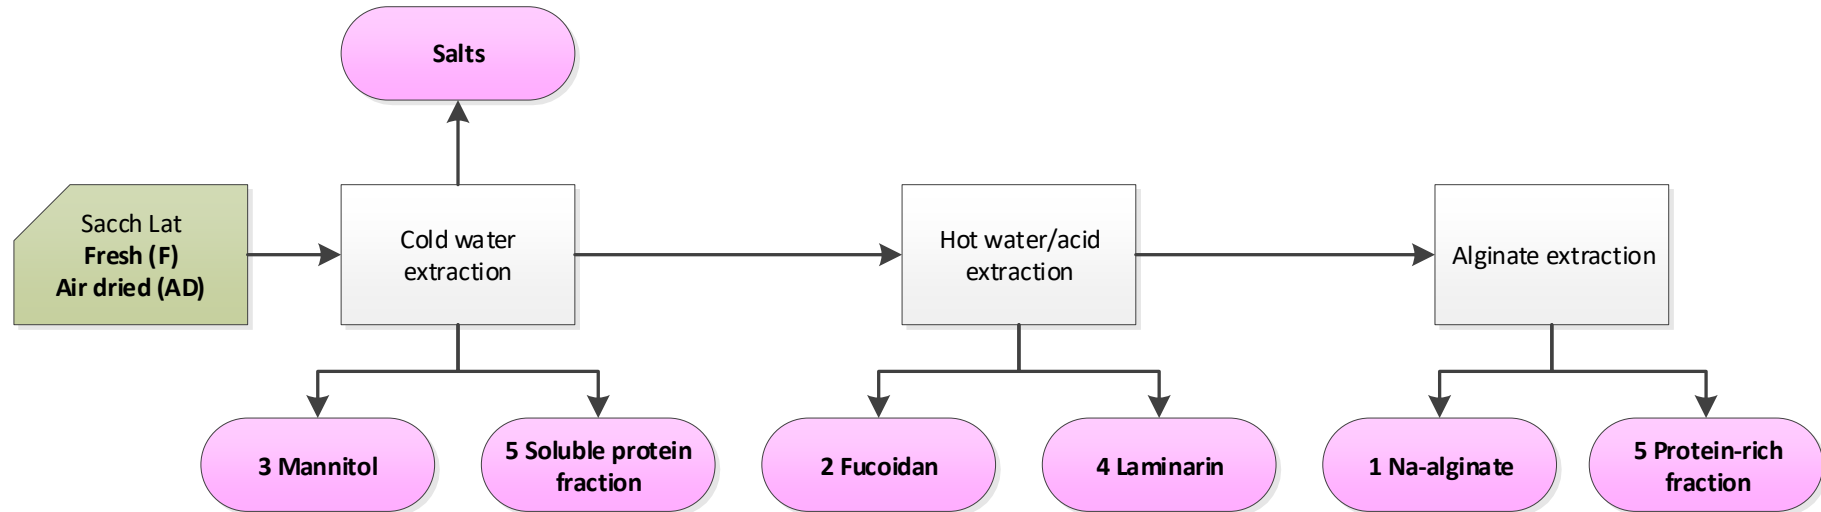 Salts
Sacch Lat
Fresh (F)
Air dried (AD)
Cold water
extraction
Hot water/acid
extraction
Alginate extraction
3 Mannitol
5 Soluble protein
fraction
2 Fucoidan
4 Laminarin
1 Na-alginate
5 Protein-rich
fraction